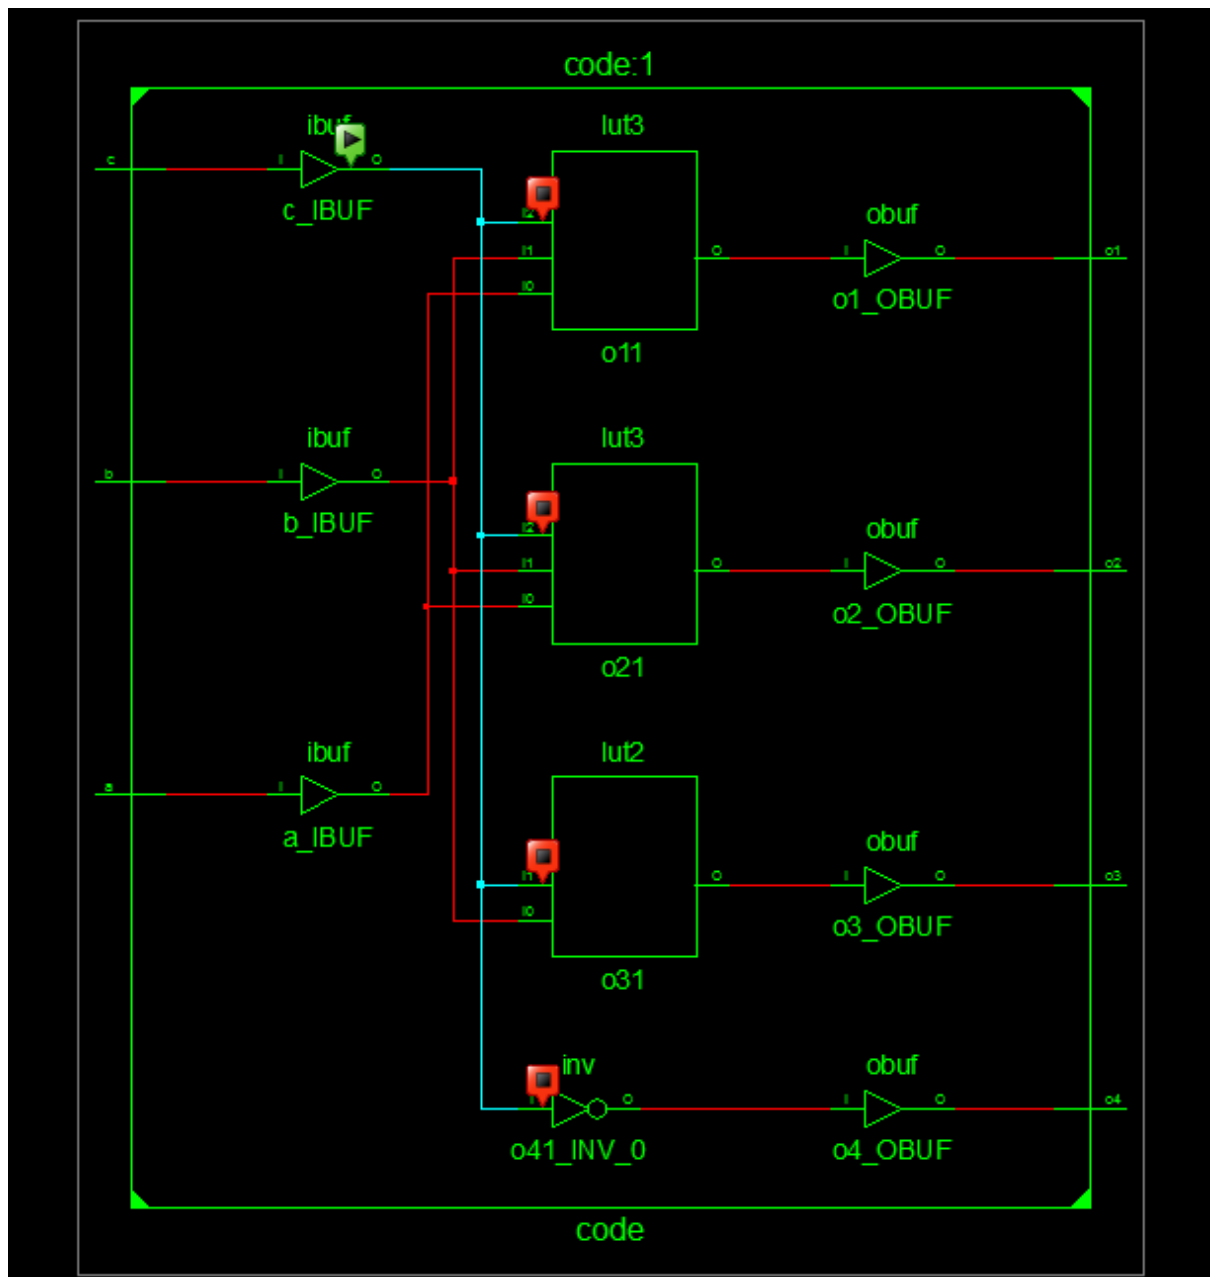 code:1
ibuf
lut3
c
I
O
c_IBUF
I2
obuf
I1
O
I
O
o1
I0
o1_OBUF
o11
ibuf
lut3
b
I
O
b_IBUF
I2
obuf
I1
O
I
O
o2
I0
o2_OBUF
o21
ibuf
lut2
a
I
O
a_IBUF
obuf
I1
O
I
O
o3
I0
o3_OBUF
o31
inv
obuf
O
I
O
o4
o41_INV_0
o4_OBUF
code